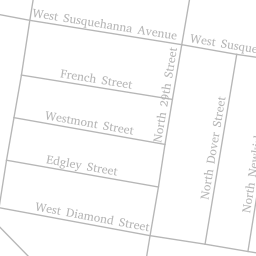 West Susquehanna Avenue
West Susque
French Street
North 29th Street
Westmont Street
North Dover Street
Edgley Street
West Diamond Street
North